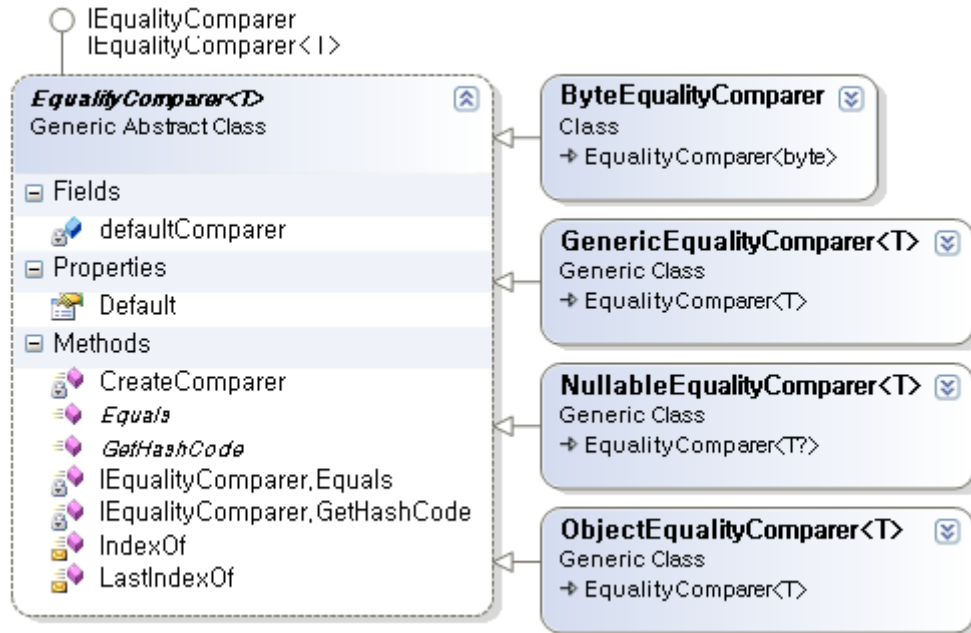 IEqualityComparer
IEqualityComparer<T>
EqualityComparer<T>
Generic Abstract Class
Fields
defaultComparer
Properties
Default
Methods
CreateComparer
Equals
GetHashCode
IEqualityComparer.Equals
IEqualityComparer.GetHashCode
IndexOf
LastIndexOf
ByteEqualityComparer
Class
EqualityComparer<byte>
GenericEqualityComparer<T>
Generic Class
EqualityComparer<T>
NullableEqualityComparer<T>
Generic Class
EqualityComparer<T?>
ObjectEqualityComparer<T>
Generic Class
EqualityComparer<T>